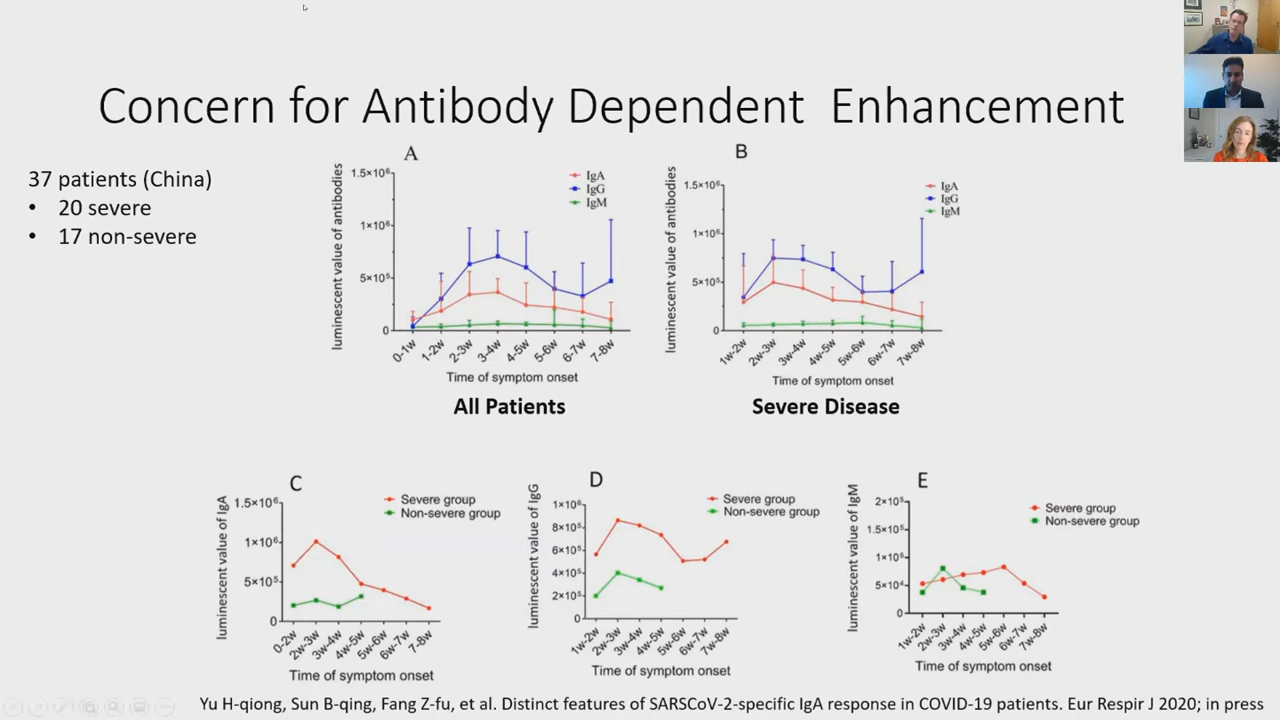 Concern for Antibody Dependent Enhancement
37 patients (China)
• 20 severe
• 17 non-severe
A
luminescent value of antibodies
1.5×10⁶
1×10⁶
5×10⁵
0
IgA
IgG
IgM
0-1w
1-2w
2-3w
3-4w
4-5w
5-6w
6-7w
7-8w
Time of symptom onset
All Patients
B
luminescent value of antibodies
1.5×10⁶
1×10⁶
5×10⁵
0
IgA
IgG
IgM
1w-2w
2w-3w
3w-4w
4w-5w
5w-6w
6w-7w
7w-8w
Time of symptom onset
Severe Disease
C
luminescent value of IgA
1.5×10⁶
1×10⁶
5×10⁵
0
Severe group
Non-severe group
0-2w
2w-3w
3w-4w
4w-5w
5w-6w
6w-7w
7-8w
Time of symptom onset
D
luminescent value of IgG
1×10⁶
8×10⁵
6×10⁵
4×10⁵
2×10⁵
0
Severe group
Non-severe group
1w-2w
2w-3w
3w-4w
4w-5w
5w-6w
6w-7w
7w-8w
Time of symptom onset
E
luminescent value of IgM
2×10⁵
1.5×10⁵
1×10⁵
5×10⁴
0
Severe group
Non-severe group
1w-2w
2w-3w
3w-4w
4w-5w
5w-6w
6w-7w
7w-8w
Time of symptom onset
Yu H-qiong, Sun B-qing, Fang Z-fu, et al. Distinct features of SARSCoV-2-specific IgA response in COVID-19 patients. Eur Respir J 2020; in press